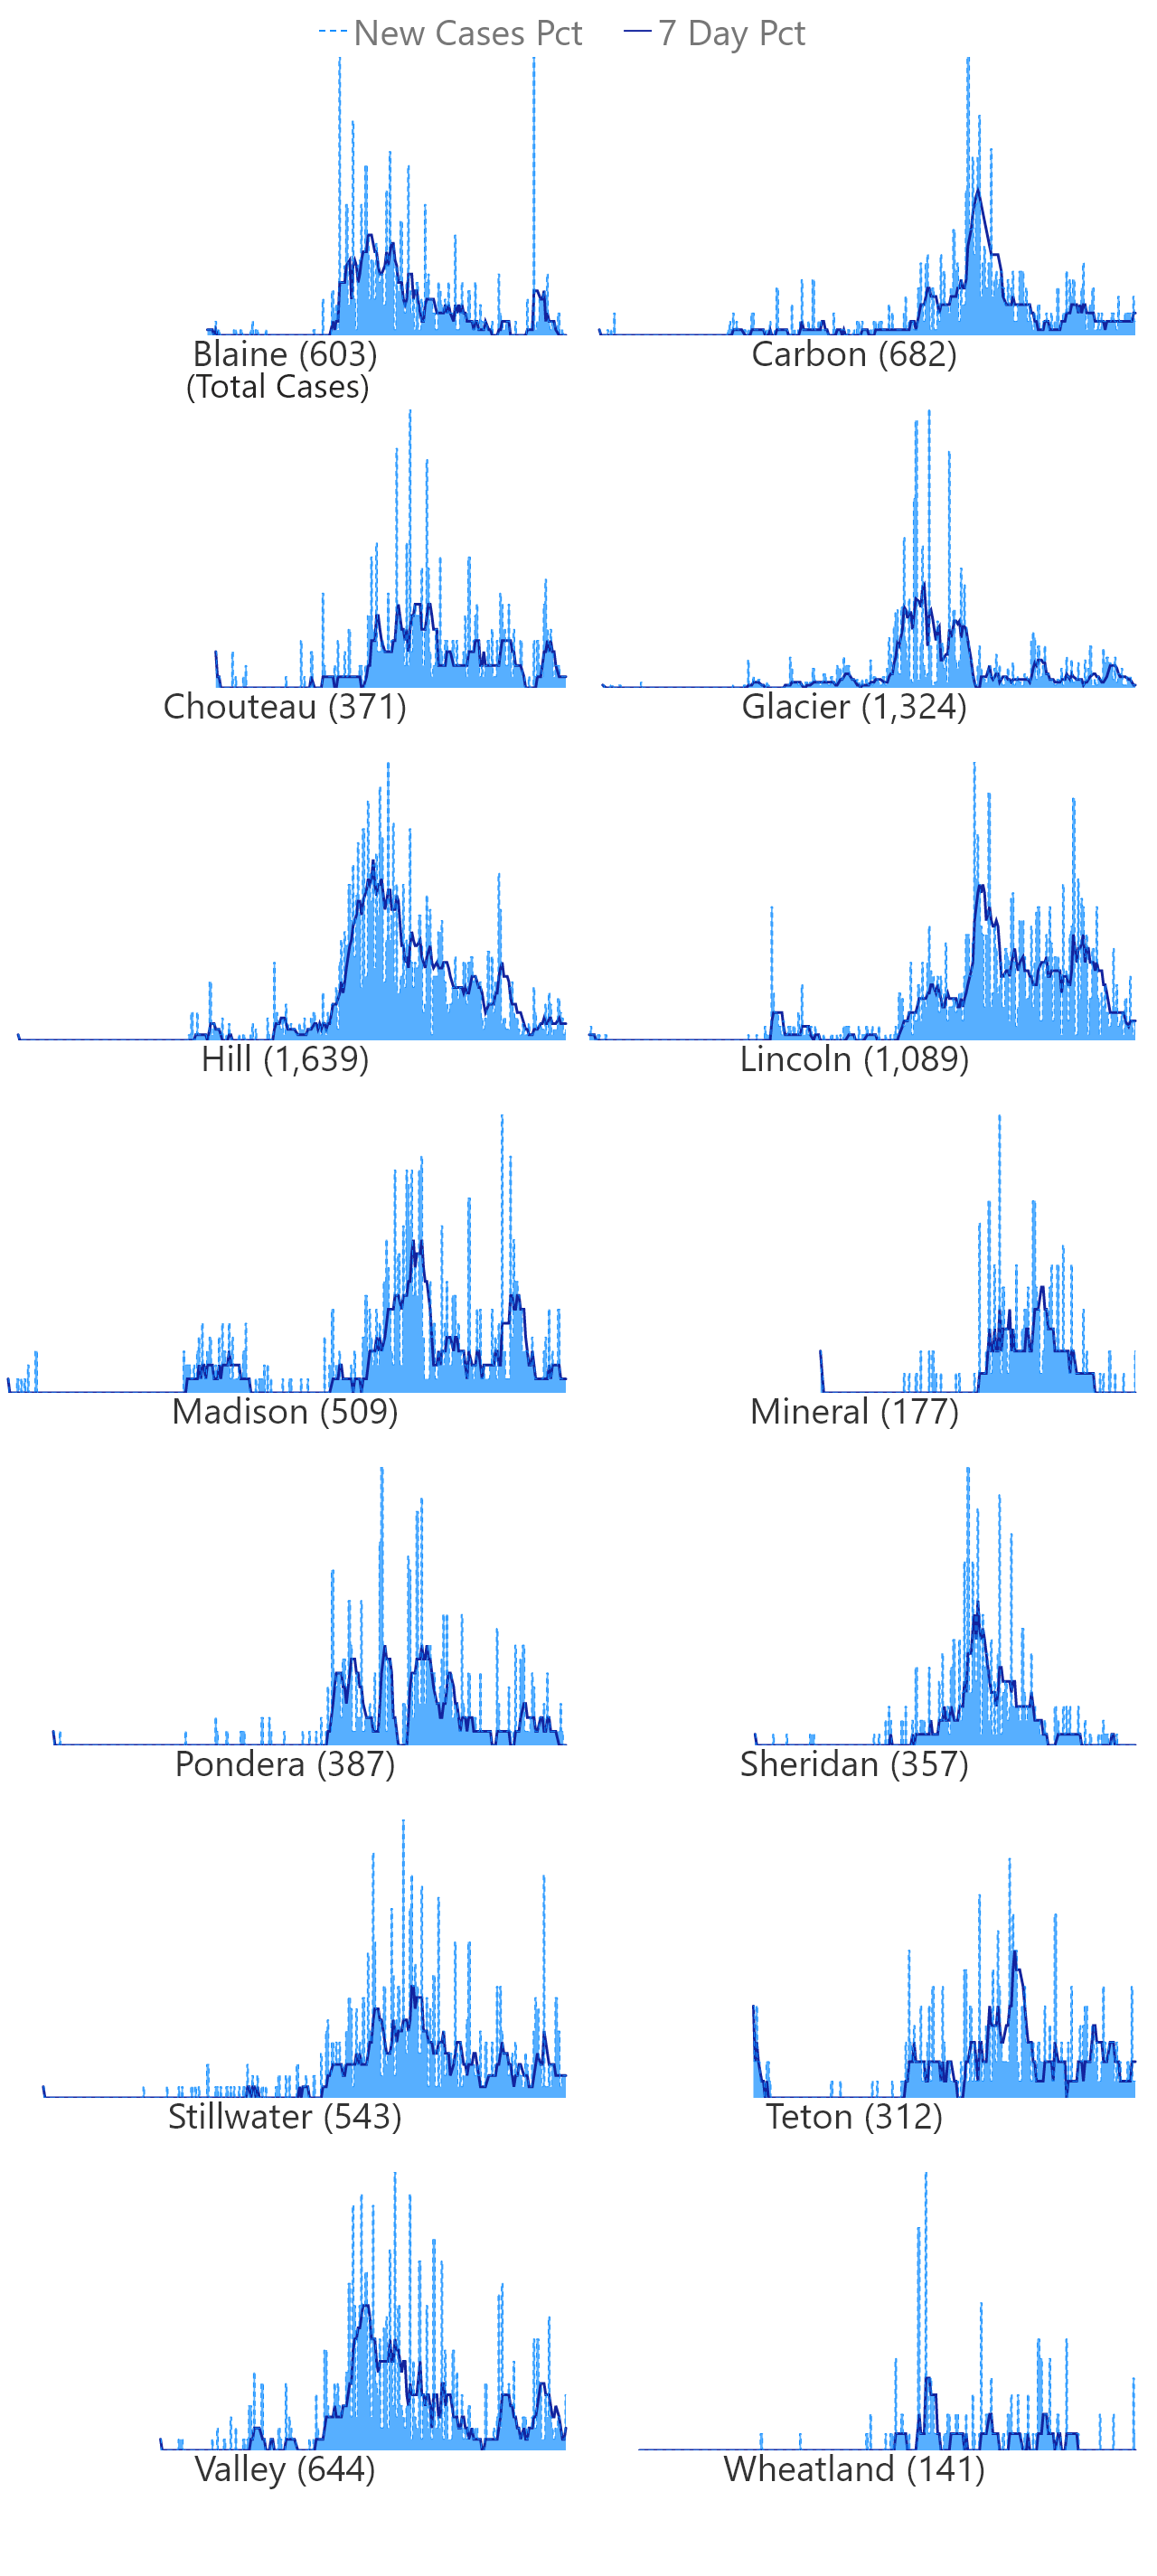 New Cases Pct 7 Day Pct
Blaine (603) Carbon (682)
(Total Cases)
Chouteau (371) Glacier (1,324)
Hill (1,639) Lincoln (1,089)
Madison (509) Mineral (177)
Pondera (387) Sheridan (357)
Stillwater (543) Teton (312)
Valley (644) Wheatland (141)